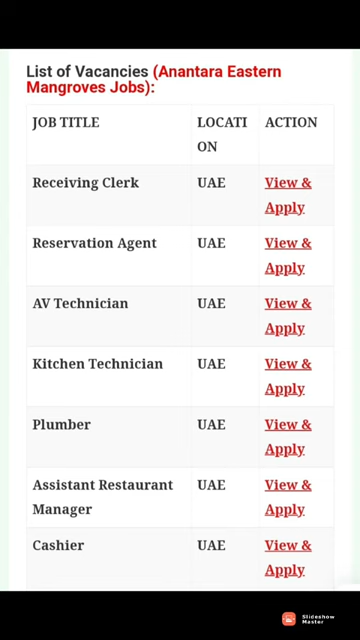 List of Vacancies (Anantara Eastern
Mangroves Jobs):
JOB TITLE LOCATI ACTION
ON
Receiving Clerk UAE View &
Apply
Reservation Agent UAE View &
Apply
AV Technician UAE View &
Apply
Kitchen Technician UAE View &
Apply
Plumber UAE View &
Apply
Assistant Restaurant UAE View &
Manager Apply
Cashier UAE View &
Apply
Slideshow
Master